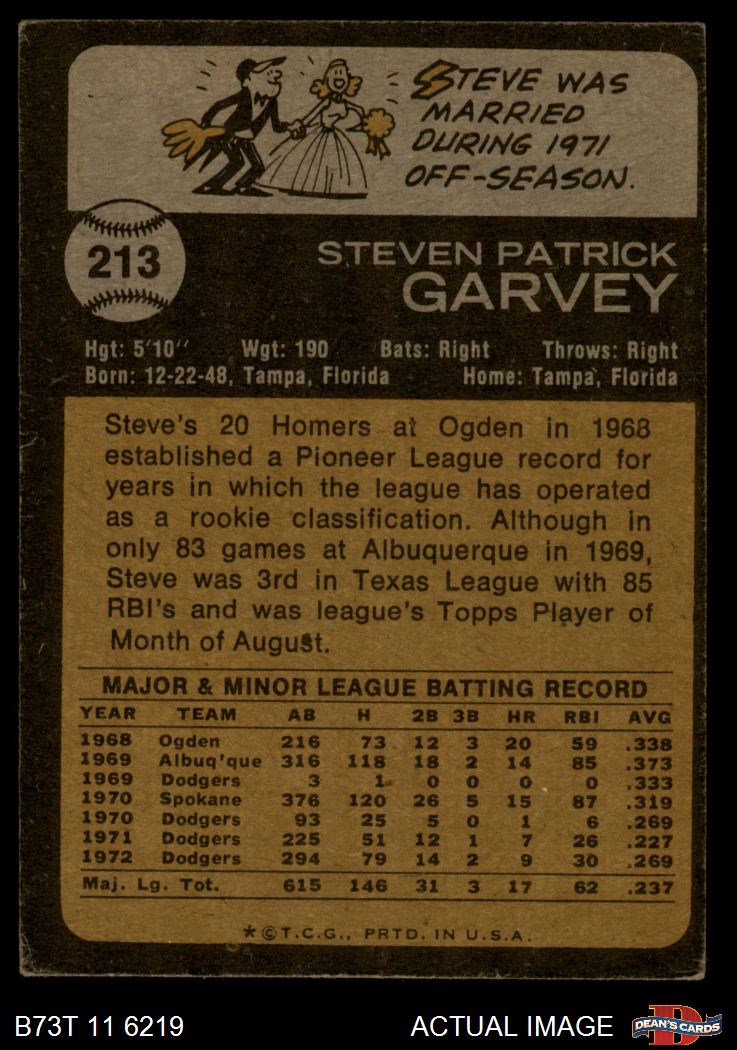 STEVE WAS
MARRIED
DURING 1971
OFF-SEASON.
213
STEVEN PATRICK
GARVEY
Hgt: 5'10" Wgt: 190 Bats: Right Throws: Right
Born: 12-22-48, Tampa, Florida Home: Tampa, Florida
Steve's 20 Homers at Ogden in 1968
established a Pioneer League record for
years in which the league has operated
as a rookie classification. Although in
only 83 games at Albuquerque in 1969,
Steve was 3rd in Texas League with 85
RBI's and was league's Topps Player of
Month of August.
MAJOR & MINOR LEAGUE BATTING RECORD
YEAR TEAM AB H 2B 3B HR RBI AVG
1968 Ogden 216 73 12 3 20 59 .338
1969 Albuq'que 316 118 18 2 14 85 .373
1969 Dodgers 3 1 0 0 0 0 .333
1970 Spokane 376 120 26 5 15 87 .319
1970 Dodgers 93 25 5 0 1 6 .269
1971 Dodgers 225 51 12 1 7 26 .227
1972 Dodgers 294 79 14 2 9 30 .269
Maj. Lg. Tot. 615 146 31 3 17 62 .237
*©T.C.G., PRTD. IN U.S.A.
B73T 11 6219 ACTUAL IMAGE DEAN'S CARDS